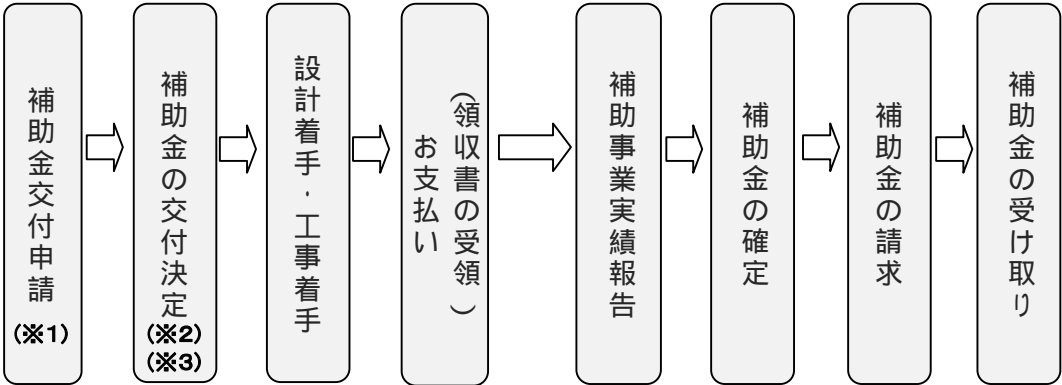 補助金交付申請
(※1)
補助金の交付決定
(※2)
(※3)
設計着手・工事着手
(領収書の受領)
お支払い
補助事業実績報告
補助金の確定
補助金の請求
補助金の受け取り